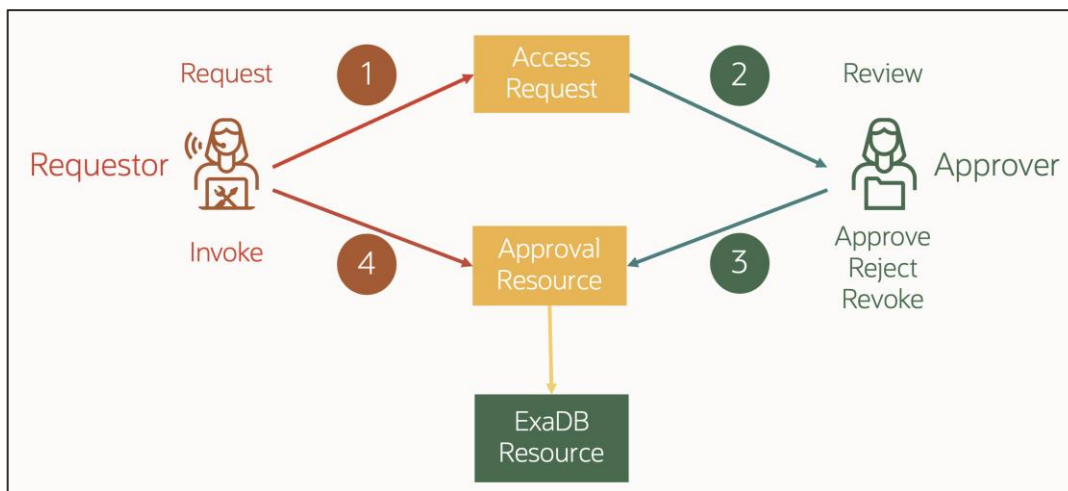 Request
1
Access
Request
2
Review
Requestor
Approver
Invoke
4
Approval
Resource
3
Approve
Reject
Revoke
ExaDB
Resource